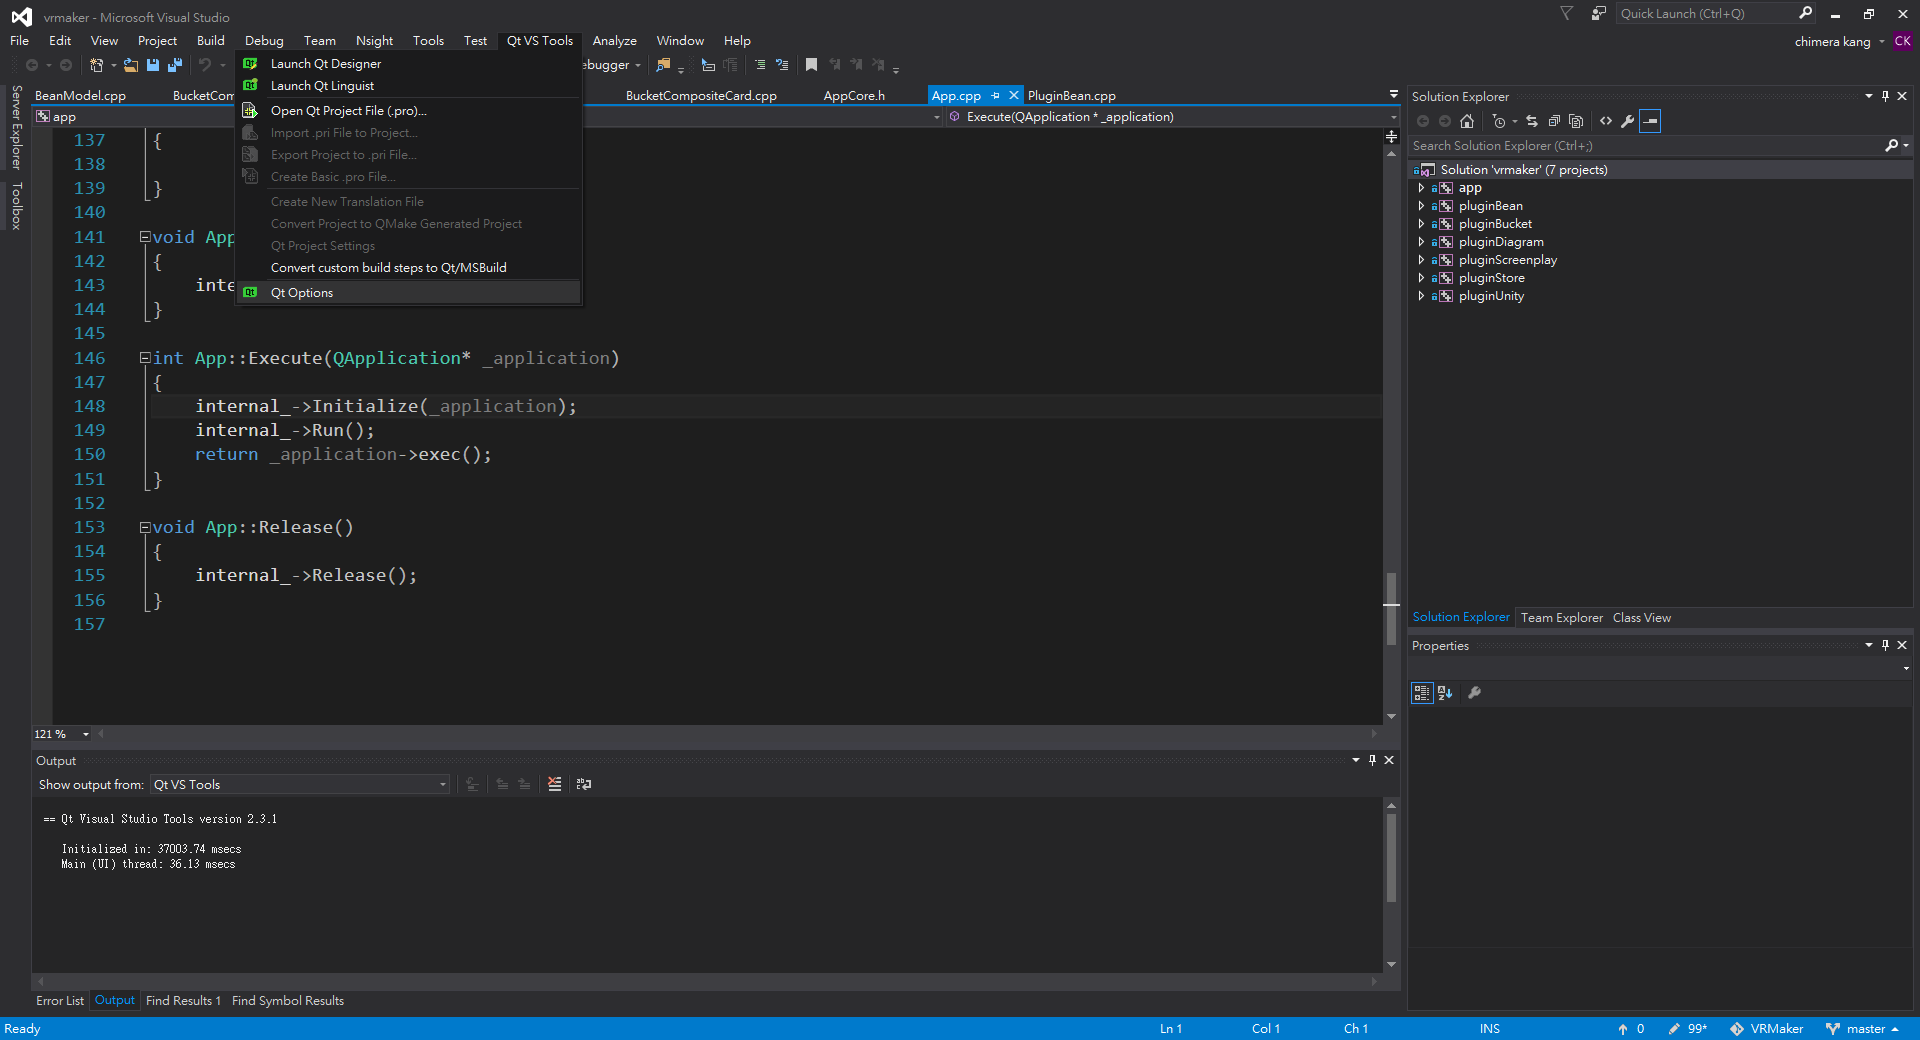 vrmaker - Microsoft Visual Studio
Quick Launch (Ctrl+Q)
File Edit View Project Build Debug Team Nsight Tools Test Qt VS Tools Analyze Window Help
chimera kang CK
ebugger
Server Explorer
Toolbox
BeanModel.cpp BucketCom BucketCompositeCard.cpp AppCore.h App.cpp PluginBean.cpp
app
Execute(QApplication * _application)
Launch Qt Designer
Launch Qt Linguist
Open Qt Project File (.pro)...
Import .pri File to Project...
Export Project to .pri File...
Create Basic .pro File...
Create New Translation File
Convert Project to QMake Generated Project
Qt Project Settings
Convert custom build steps to Qt/MSBuild
Qt Options
137 {
138
139 }
140
141 void App
142 {
143 inte
144 }
145
146 int App::Execute(QApplication* _application)
147 {
148 internal_->Initialize(_application);
149 internal_->Run();
150 return _application->exec();
151 }
152
153 void App::Release()
154 {
155 internal_->Release();
156 }
157
121 %
Output
Show output from: Qt VS Tools
== Qt Visual Studio Tools version 2.3.1
Initialized in: 37003.74 msecs
Main (UI) thread: 36.13 msecs
Error List Output Find Results 1 Find Symbol Results
Solution Explorer
Search Solution Explorer (Ctrl+;)
Solution 'vrmaker' (7 projects)
app
pluginBean
pluginBucket
pluginDiagram
pluginScreenplay
pluginStore
pluginUnity
Solution Explorer Team Explorer Class View
Properties
Ready Ln 1 Col 1 Ch 1 INS 0 99* VRMaker master